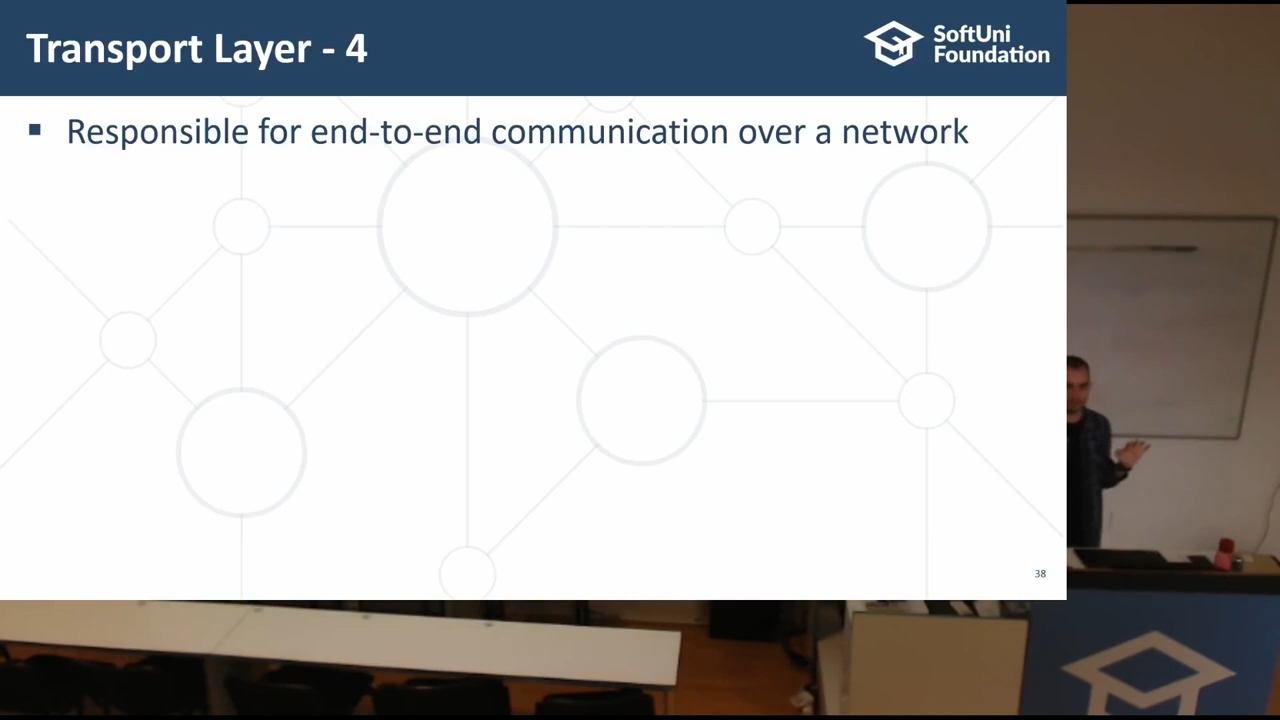 Transport Layer - 4
SoftUni
Foundation
▪ Responsible for end-to-end communication over a network
38